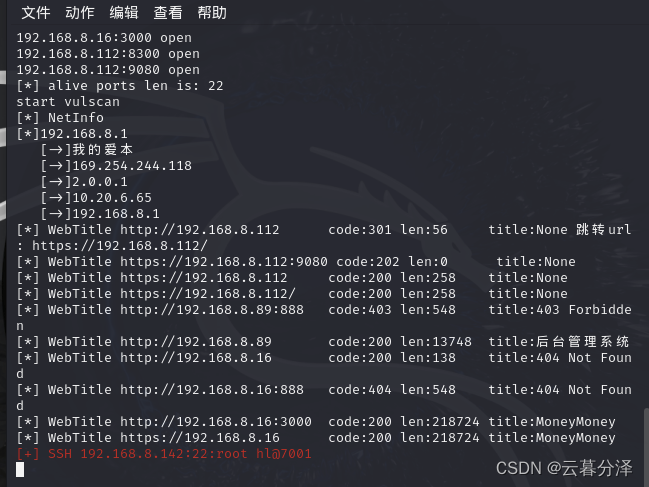 文件 动作 编辑 查看 帮助
192.168.8.16:3000 open
192.168.8.112:8300 open
192.168.8.112:9080 open
[*] alive ports len is: 22
start vulscan
[*] NetInfo
[*]192.168.8.1
[->]我的爱本
[->]169.254.244.118
[->]2.0.0.1
[->]10.20.6.65
[->]192.168.8.1
[*] WebTitle http://192.168.8.112 code:301 len:56 title:None 跳转url
: https://192.168.8.112/
[*] WebTitle https://192.168.8.112:9080 code:202 len:0 title:None
[*] WebTitle https://192.168.8.112 code:200 len:258 title:None
[*] WebTitle https://192.168.8.112/ code:200 len:258 title:None
[*] WebTitle http://192.168.8.89:888 code:403 len:548 title:403 Forbidde
n
[*] WebTitle http://192.168.8.89 code:200 len:13748 title:后台管理系统
[*] WebTitle http://192.168.8.16 code:200 len:138 title:404 Not Foun
d
[*] WebTitle http://192.168.8.16:888 code:404 len:548 title:404 Not Foun
d
[*] WebTitle http://192.168.8.16:3000 code:200 len:218724 title:MoneyMoney
[*] WebTitle https://192.168.8.16 code:200 len:218724 title:MoneyMoney
[+] SSH 192.168.8.142:22:root hl@7001
CSDN @云暮分泽